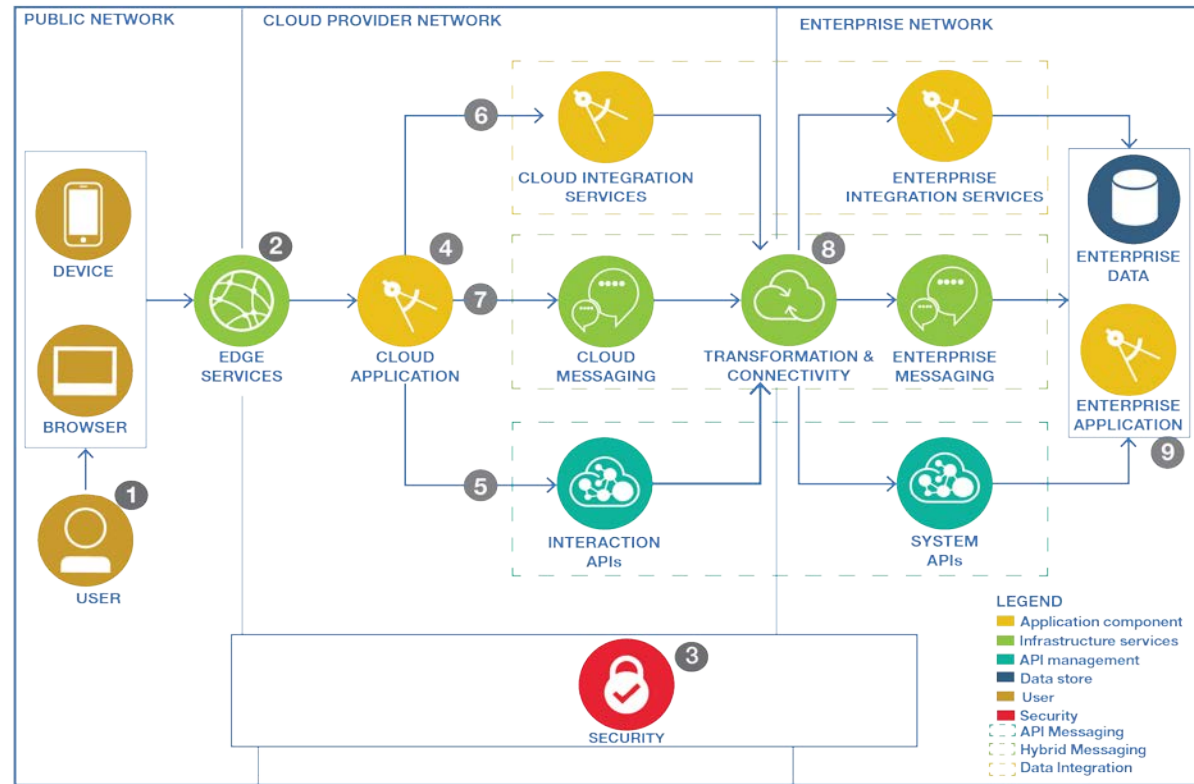 PUBLIC NETWORK
CLOUD PROVIDER NETWORK
ENTERPRISE NETWORK
6
CLOUD INTEGRATION
SERVICES
ENTERPRISE
INTEGRATION SERVICES
DEVICE
2
4
8
ENTERPRISE
DATA
7
EDGE
SERVICES
CLOUD
APPLICATION
CLOUD
MESSAGING
TRANSFORMATION &
CONNECTIVITY
ENTERPRISE
MESSAGING
BROWSER
ENTERPRISE
APPLICATION
9
1
5
INTERACTION
APIs
SYSTEM
APIs
USER
3
SECURITY
LEGEND
Application component
Infrastructure services
API management
Data store
User
Security
API Messaging
Hybrid Messaging
Data Integration